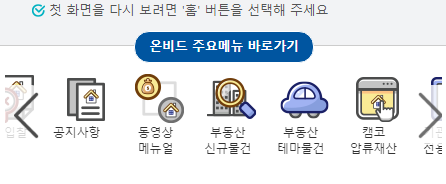 첫 화면을 다시 보려면 '홈' 버튼을 선택해 주세요
온비드 주요메뉴 바로가기
입찰
공지사항
동영상
메뉴얼
부동산
신규물건
부동산
테마물건
캠코
압류재산